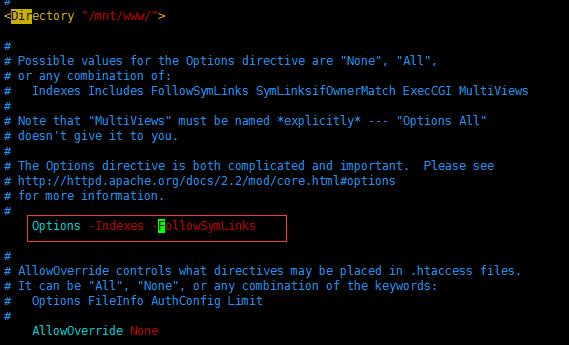 #
<Directory "/mnt/www/">
#
# Possible values for the Options directive are "None", "All",
# or any combination of:
#   Indexes Includes FollowSymLinks SymLinksifOwnerMatch ExecCGI MultiViews
#
# Note that "MultiViews" must be named *explicitly* --- "Options All"
# doesn't give it to you.
#
# The Options directive is both complicated and important.  Please see
# http://httpd.apache.org/docs/2.2/mod/core.html#options
# for more information.
#
    Options -Indexes -FollowSymLinks
#
# AllowOverride controls what directives may be placed in .htaccess files.
# It can be "All", "None", or any combination of the keywords:
#   Options FileInfo AuthConfig Limit
#
    AllowOverride None